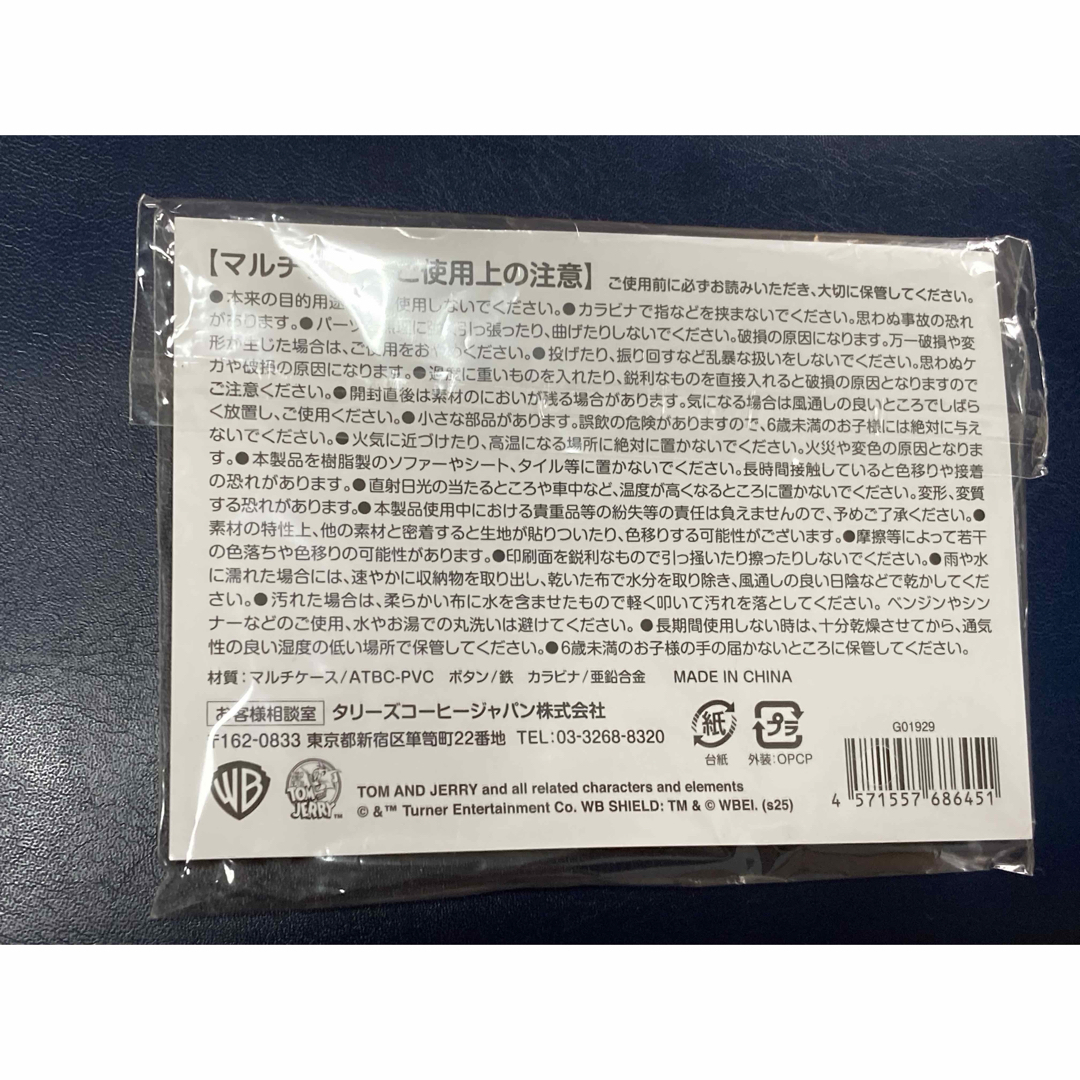 【マルチ ご使用上の注意】 ご使用前に必ずお読みいただき、大切に保管してください。
●本来の目的用途 使用しないでください。●カラビナで指などを挟まないでください。思わぬ事故の恐れ
があります。●パーツ 引っ張ったり、曲げたりしないでください。破損の原因になります。万一破損や変
形が生じた場合は、ご使用をおやめください。●投げたり、振り回すなど乱暴な扱いをしないでください。思わぬケ
ガや破損の原因になります。●過度に重いものを入れたり、鋭利なものを直接入れると破損の原因となりますので
ご注意ください。●開封直後は素材のにおいが残る場合があります。気になる場合は風通しの良いところでしばら
く放置し、ご使用ください。●小さな部品があります。誤飲の危険がありますので、6歳未満のお子様には絶対に与え
ないでください。●火気に近づけたり、高温になる場所に絶対に置かないでください。火災や変色の原因となりま
す。●本製品を樹脂製のソファーやシート、タイル等に置かないでください。長時間接触していると色移りや接着
の恐れがあります。●直射日光の当たるところや車中など、温度が高くなるところに置かないでください。変形、変質
する恐れがあります。●本製品使用中における貴重品等の紛失等の責任は負えませんので、予めご了承ください。●
素材の特性上、他の素材と密着すると生地が貼りついたり、色移りする可能性がございます。●摩擦等によって若干
の色落ちや色移りの可能性があります。●印刷面を鋭利なもので引っ掻いたり擦ったりしないでください。●雨や水
に濡れた場合には、速やかに収納物を取り出し、乾いた布で水分を取り除き、風通しの良い日陰などで乾かしてくだ
さい。●汚れた場合は、柔らかい布に水を含ませたもので軽く叩いて汚れを落としてください。ベンジンやシン
ナーなどのご使用、水やお湯での丸洗いは避けてください。●長期間使用しない時は、十分乾燥させてから、通気
性の良い湿度の低い場所で保管してください。●6歳未満のお子様の手の届かないところに保管してください。
材質：マルチケース/ATBC-PVC ボタン/鉄 カラビナ/亜鉛合金 MADE IN CHINA
お客様相談室 タリーズコーヒージャパン株式会社
〒162-0833 東京都新宿区箪笥町22番地 TEL:03-3268-8320
紙 プラ
台紙 外装：OPCP
G01929
WB TOM AND JERRY™
TOM AND JERRY and all related characters and elements
© &™ Turner Entertainment Co. WB SHIELD: TM & © WBEI. (s25)
4 571557 686451